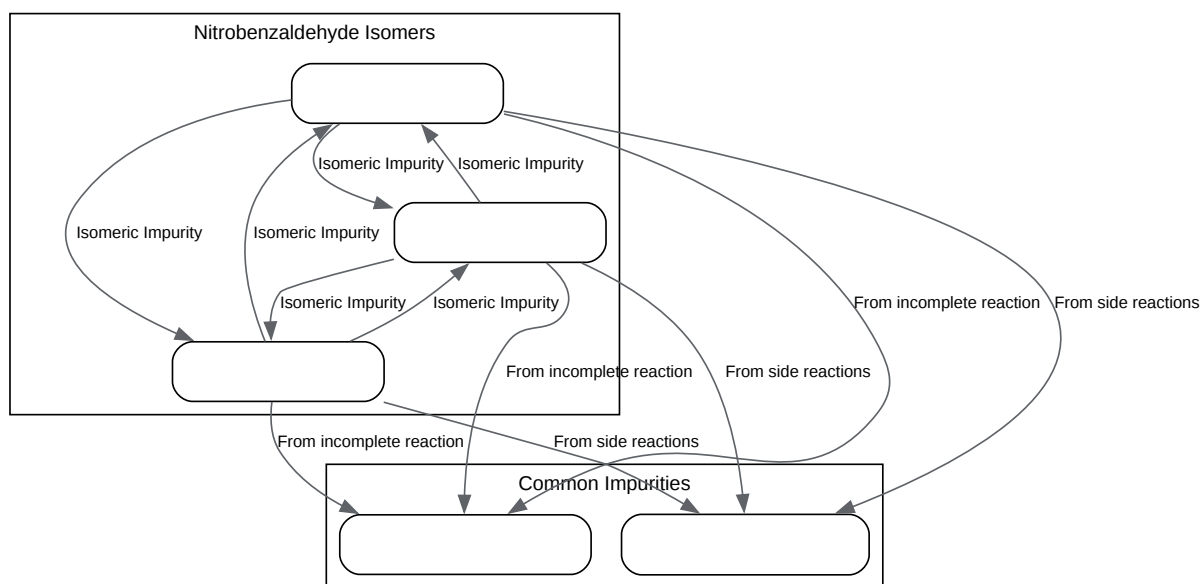 Nitrobenzaldehyde Isomers
Isomeric Impurity
Isomeric Impurity
Isomeric Impurity
Isomeric Impurity
Isomeric Impurity
Isomeric Impurity
From incomplete reaction
From side reactions
From incomplete reaction
From side reactions
From incomplete reaction
From side reactions
Common Impurities